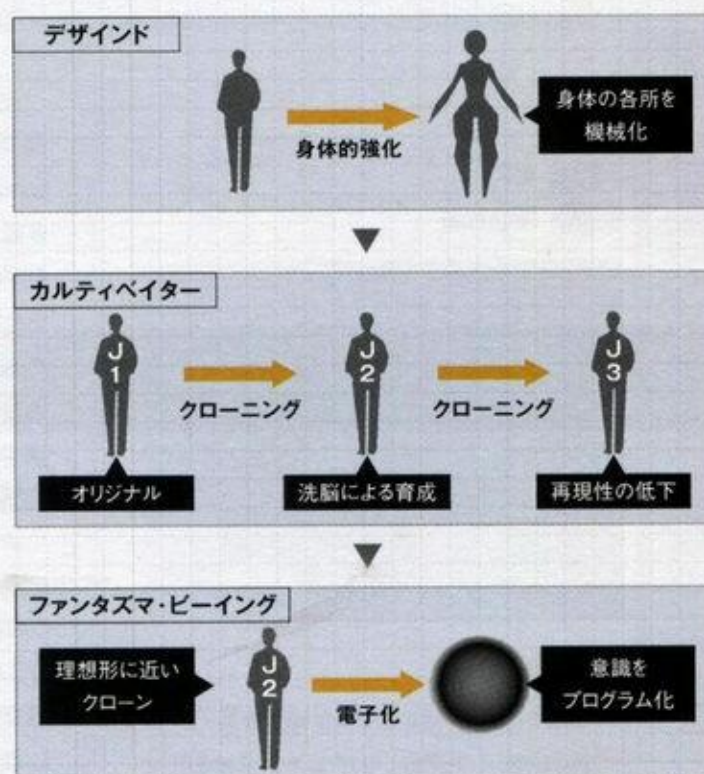 デザインド
身体的強化
身体の各所を
機械化
カルティベイター
J
1
J
2
J
3
クローニング
クローニング
オリジナル
洗脳による育成
再現性の低下
ファンタズマ・ビーイング
理想形に近い
クローン
J
2
電子化
意識を
プログラム化